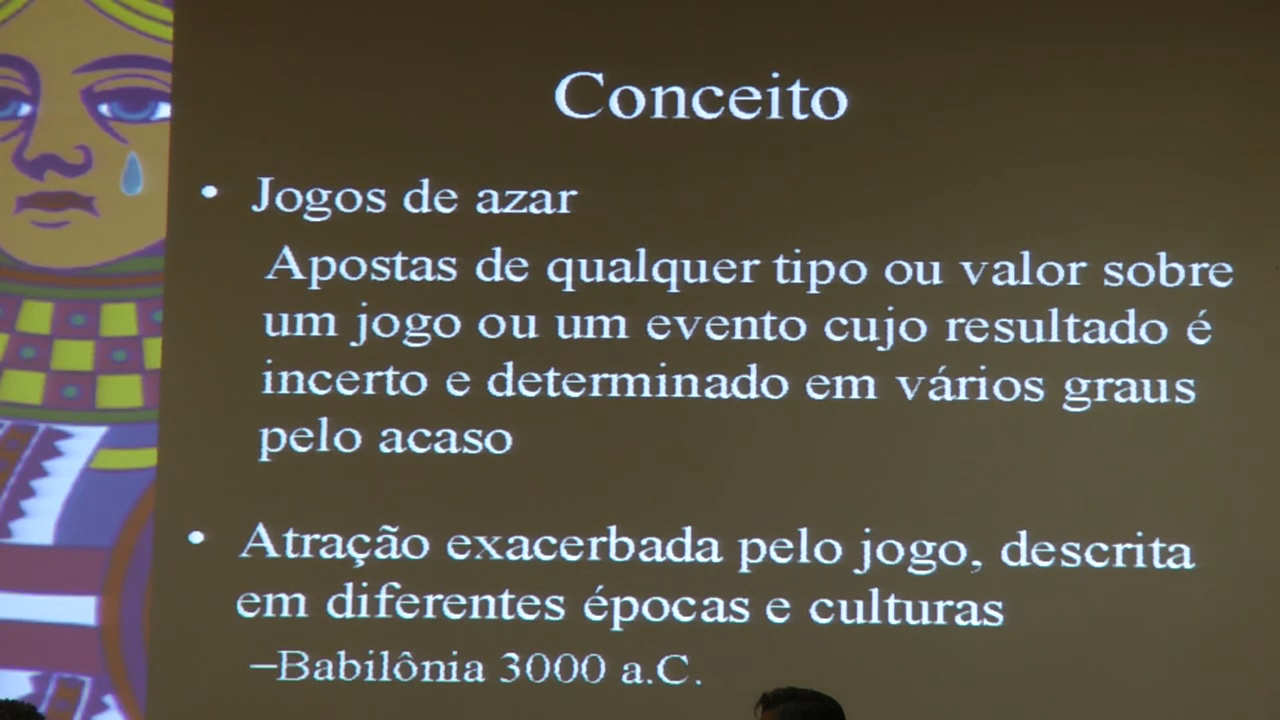 Conceito
• Jogos de azar
Apostas de qualquer tipo ou valor sobre
um jogo ou um evento cujo resultado é
incerto e determinado em vários graus
pelo acaso
• Atração exacerbada pelo jogo, descrita
em diferentes épocas e culturas
–Babilônia 3000 a.C.